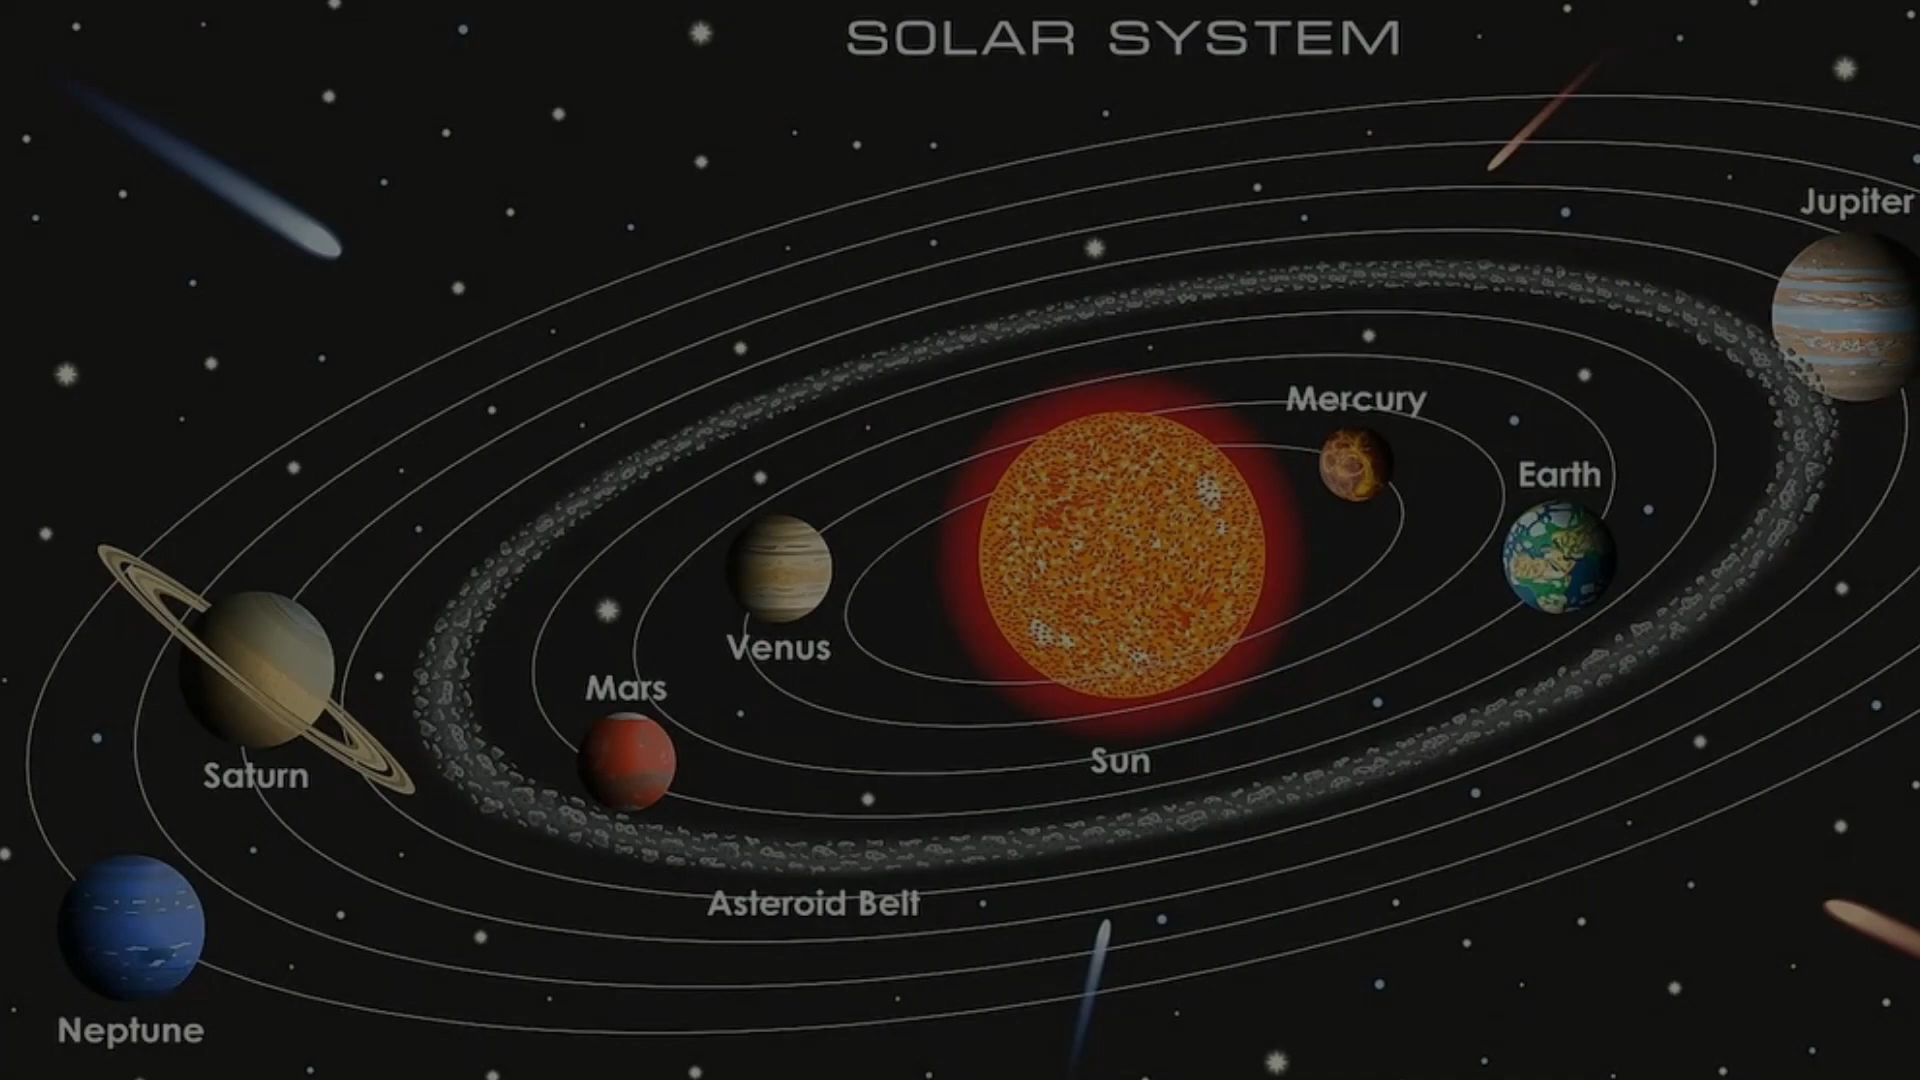 SOLAR SYSTEM
Jupiter
Mercury
Earth
Venus
Mars
Sun
Saturn
Asteroid Belt
Neptune